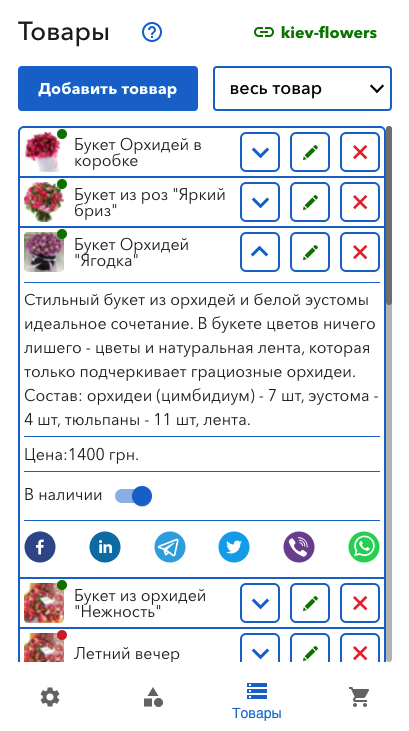 Товары
kiev-flowers
Добавить товвар
весь товар
Букет Орхидей в
коробке
Букет из роз "Яркий
бриз"
Букет Орхидей
"Ягодка"
Стильный букет из орхидей и белой эустомы
идеальное сочетание. В букете цветов ничего
лишего - цветы и натуральная лента, которая
только подчеркивает грациозные орхидеи.
Состав: орхидеи (цимбидиум) - 7 шт, эустома -
4 шт, тюльпаны - 11 шт, лента.
Цена:1400 грн.
В наличии
Букет из орхидей
"Нежность"
Летний вечер
Товары